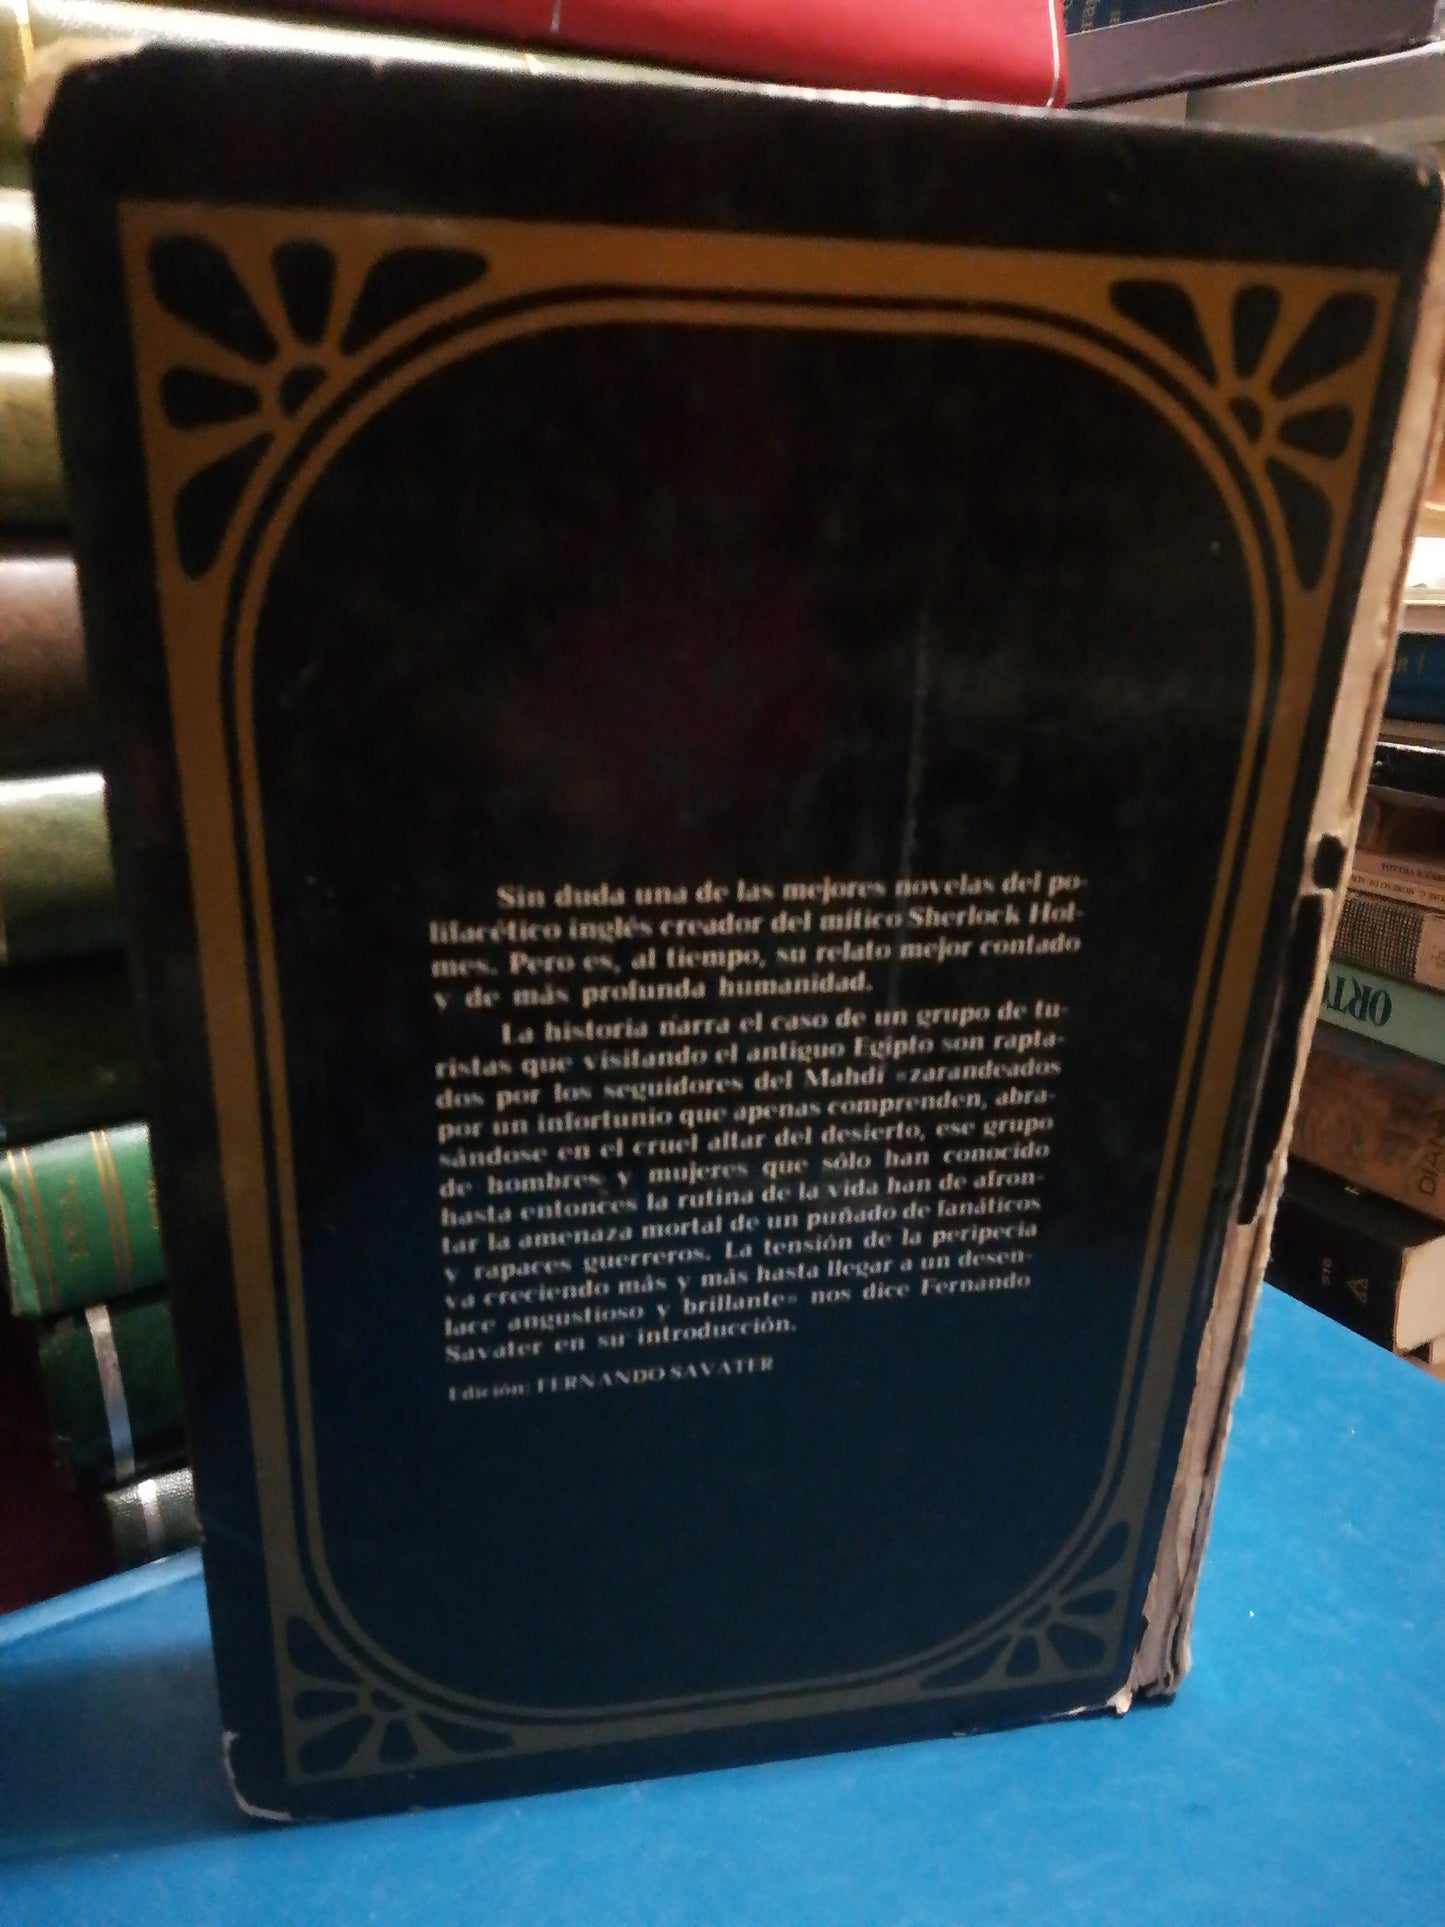 Sin duda una de las mejores novelas del po-
lifacético inglés creador del mítico Sherlock Hol-
mes. Pero es, al tiempo, su relato mejor contado
y de más profunda humanidad.
La historia narra el caso de un grupo de tu-
ristas que visitando el antiguo Egipto son rapta-
dos por los seguidores del Mahdi «zarandeados
por un infortunio que apenas comprenden, abra-
sándose en el cruel altar del desierto, ese grupo
de hombres y mujeres que sólo han conocido
hasta entonces la rutina de la vida han de afron-
tar la amenaza mortal de un puñado de fanáticos
y rapaces guerreros. La tensión de la peripecia
va creciendo más y más hasta llegar a un desen-
lace angustioso y brillante» nos dice Fernando
Savater en su introducción.
Edición: FERNANDO SAVATER
ORTO
DIANA